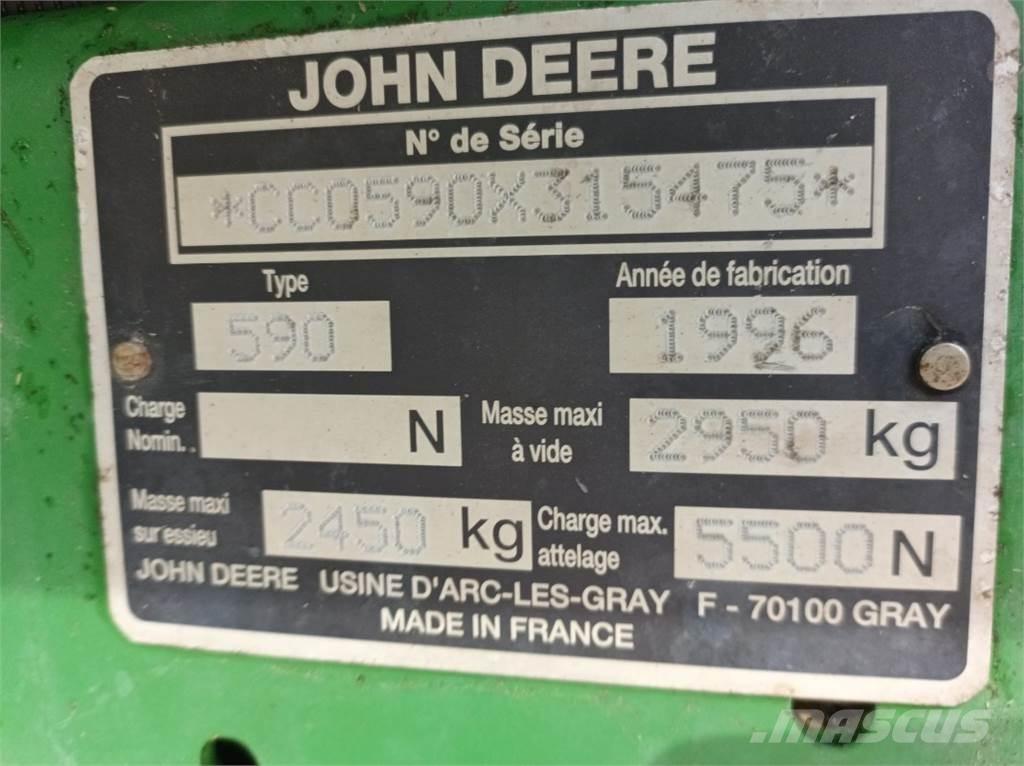 JOHN DEERE
N° de Série
*CC0590X315475*
Type
590
Année de fabrication
1996
Charge Nomin.
N
Masse maxi à vide
2950 kg
Masse maxi sur essieu
2450 kg
Charge max. attelage
5500 N
JOHN DEERE USINE D'ARC-LES-GRAY F - 70100 GRAY
MADE IN FRANCE
MASCUS